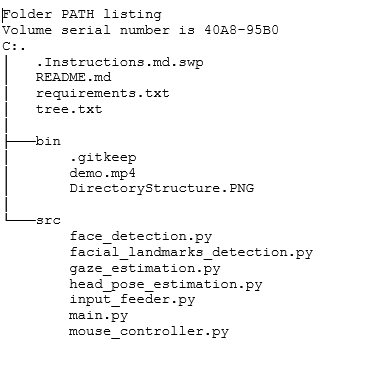 Folder PATH listing
Volume serial number is 40A8-95B0
C:.
│   .Instructions.md.swp
│   README.md
│   requirements.txt
│   tree.txt
│
├───bin
│       .gitkeep
│       demo.mp4
│       DirectoryStructure.PNG
│
└───src
        face_detection.py
        facial_landmarks_detection.py
        gaze_estimation.py
        head_pose_estimation.py
        input_feeder.py
        main.py
        mouse_controller.py